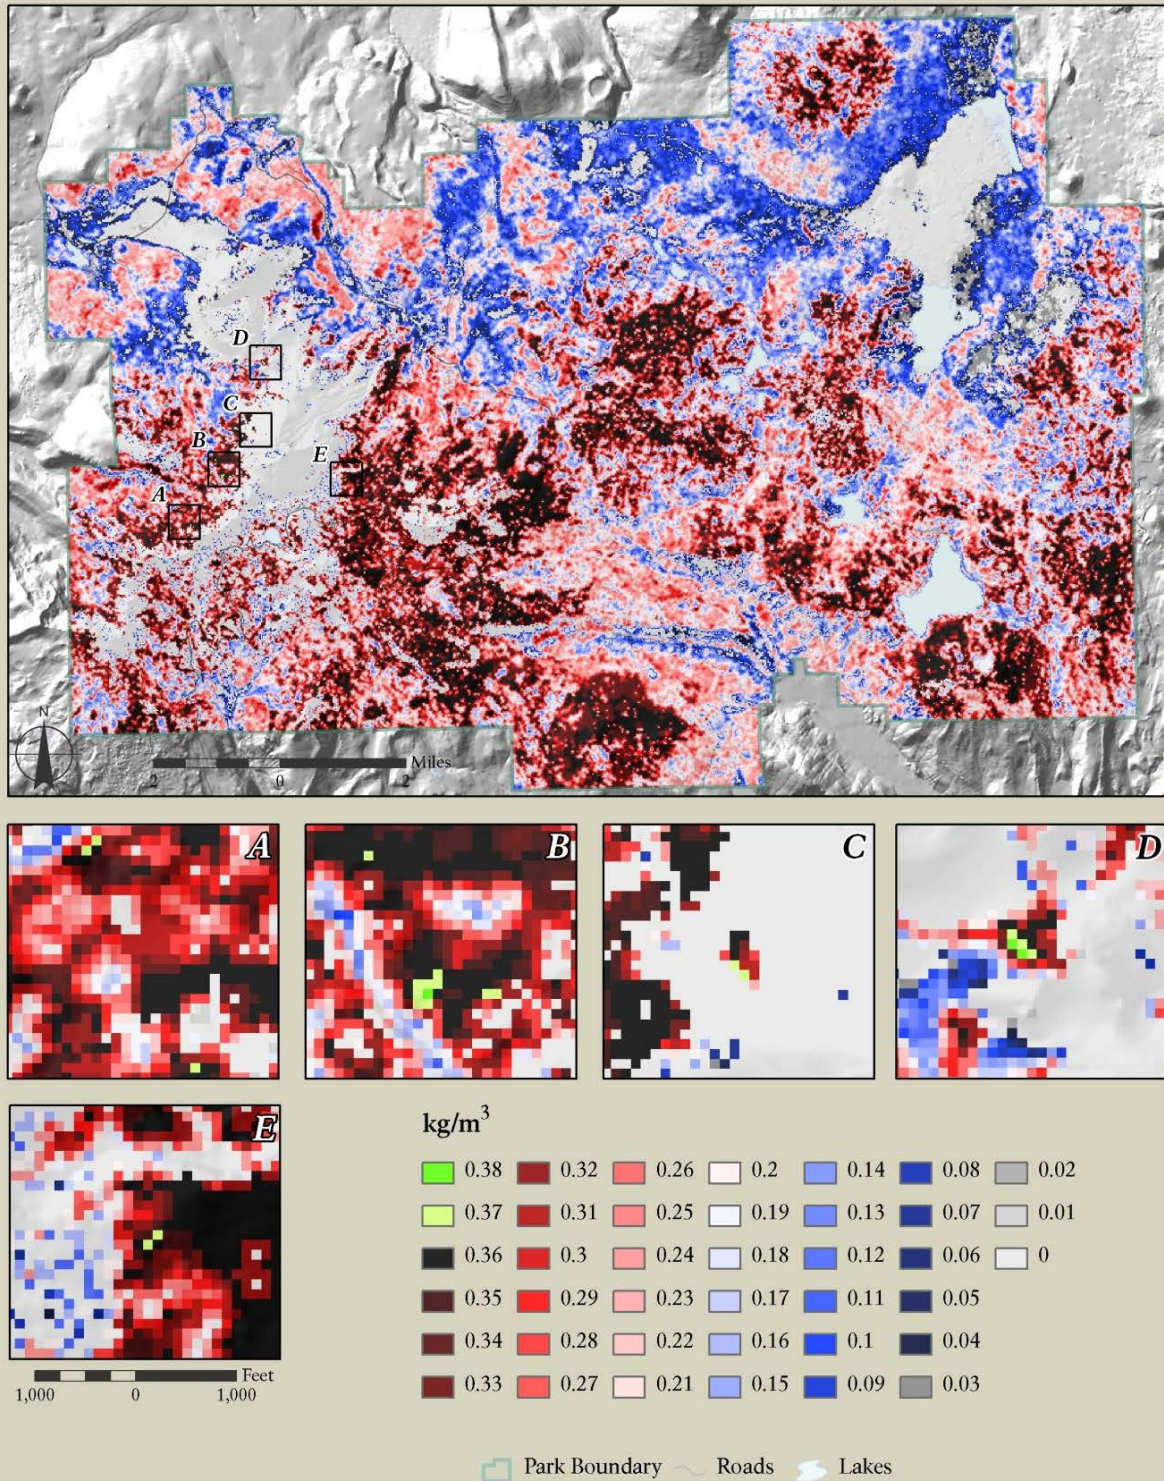 D
C
B
E
A
N
2 0 2 Miles
A
B
C
D
E
1,000 0 1,000 Feet
kg/m³
0.38 0.32 0.26 0.2 0.14 0.08 0.02
0.37 0.31 0.25 0.19 0.13 0.07 0.01
0.36 0.3 0.24 0.18 0.12 0.06 0
0.35 0.29 0.23 0.17 0.11 0.05
0.34 0.28 0.22 0.16 0.1 0.04
0.33 0.27 0.21 0.15 0.09 0.03
Park Boundary Roads Lakes